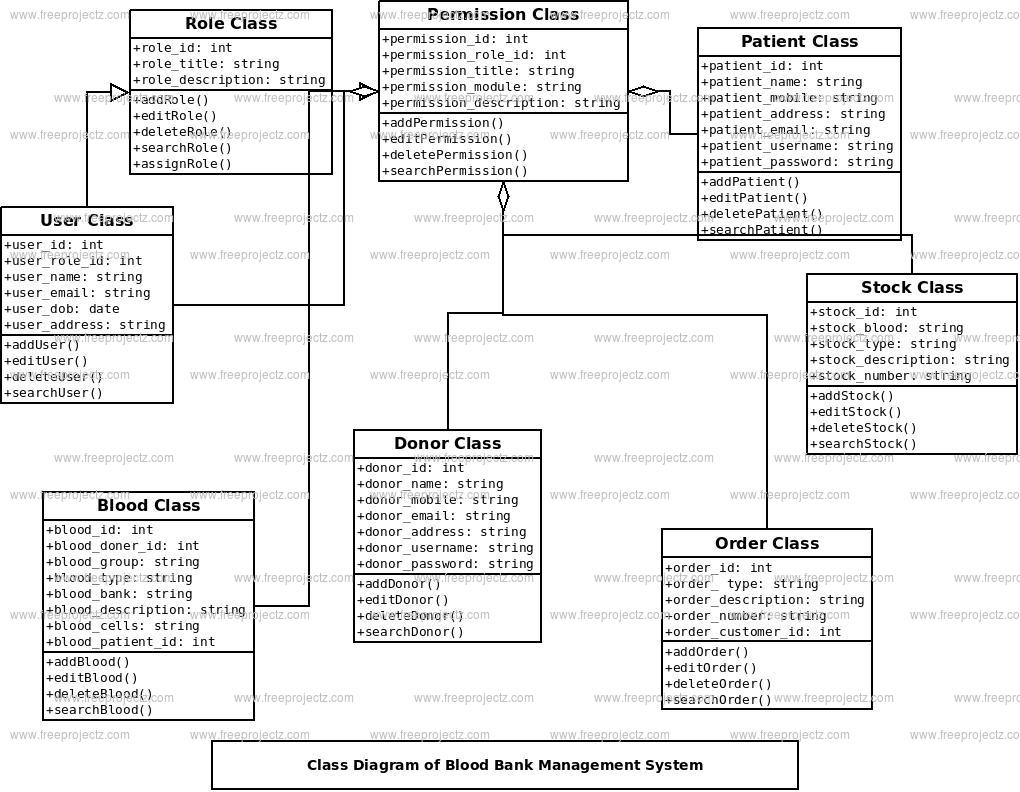 Role Class
+role_id: int
+role_title: string
+role_description: string
+addRole()
+editRole()
+deleteRole()
+searchRole()
+assignRole()
Permission Class
+permission_id: int
+permission_role_id: int
+permission_title: string
+permission_module: string
+permission_description: string
+addPermission()
+editPermission()
+deletePermission()
+searchPermission()
Patient Class
+patient_id: int
+patient_name: string
+patient_mobile: string
+patient_address: string
+patient_email: string
+patient_username: string
+patient_password: string
+addPatient()
+editPatient()
+deletePatient()
+searchPatient()
User Class
+user_id: int
+user_role_id: int
+user_name: string
+user_email: string
+user_dob: date
+user_address: string
+addUser()
+editUser()
+deleteUser()
+searchUser()
Stock Class
+stock_id: int
+stock_blood: string
+stock_type: string
+stock_description: string
+stock_number: string
+addStock()
+editStock()
+deleteStock()
+searchStock()
Donor Class
+donor_id: int
+donor_name: string
+donor_mobile: string
+donor_email: string
+donor_address: string
+donor_username: string
+donor_password: string
+addDonor()
+editDonor()
+deleteDonor()
+searchDonor()
Blood Class
+blood_id: int
+blood_doner_id: int
+blood_group: string
+blood_type: string
+blood_bank: string
+blood_description: string
+blood_cells: string
+blood_patient_id: int
+addBlood()
+editBlood()
+deleteBlood()
+searchBlood()
Order Class
+order_id: int
+order_ type: string
+order_description: string
+order_number: string
+order_customer_id: int
+addOrder()
+editOrder()
+deleteOrder()
+searchOrder()
Class Diagram of Blood Bank Management System
www.freeprojectz.com